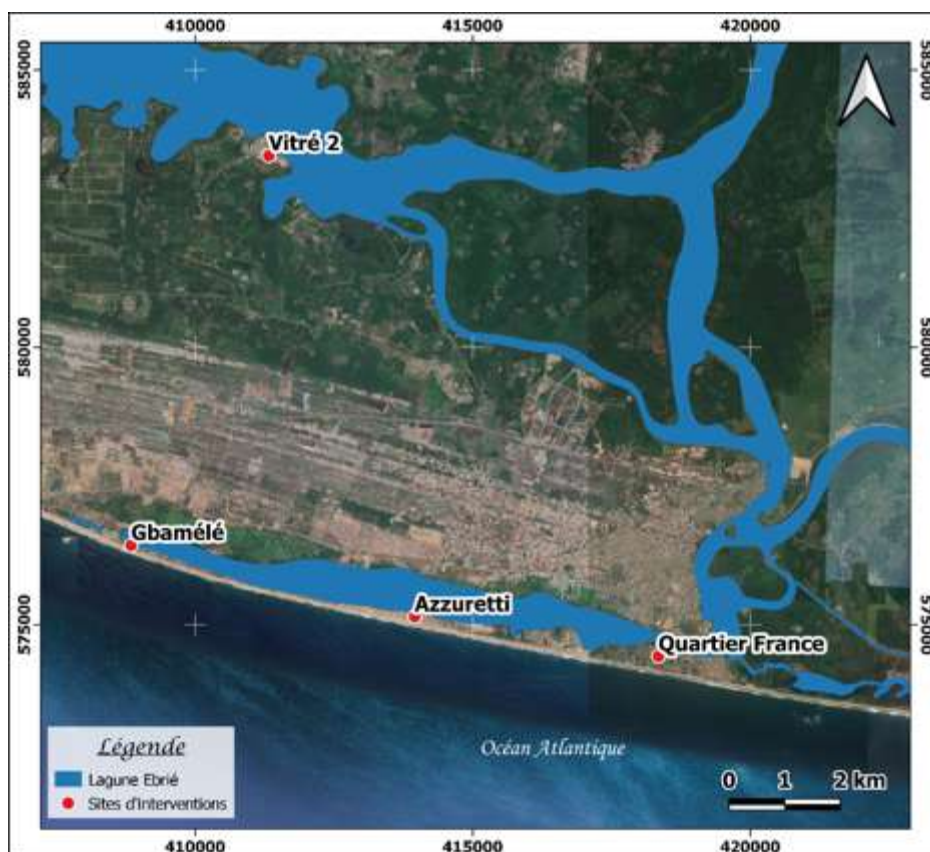 410000 415000 420000
585000 585000
Vitré 2
580000 580000
Gbamélé
Azzuretti
575000 575000
Quartier France
Légende
Lagune Ebrié
Sites d'interventions
Océan Atlantique
0 1 2 km
410000 415000 420000